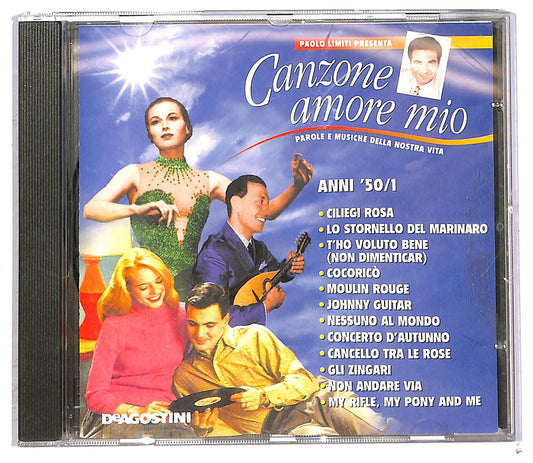 PAOLO LIMITI PRESENTA
Canzone
amore mio
PAROLE E MUSICHE DELLA NOSTRA VITA
ANNI '50/1
• CILIEGI ROSA
• LO STORNELLO DEL MARINARO
• T'HO VOLUTO BENE
(NON DIMENTICAR)
• COCORICÒ
• MOULIN ROUGE
• JOHNNY GUITAR
• NESSUNO AL MONDO
• CONCERTO D'AUTUNNO
• CANCELLO TRA LE ROSE
• GLI ZINGARI
• NON ANDARE VIA
• MY RIFLE, MY PONY AND ME
DEAGOSTINI